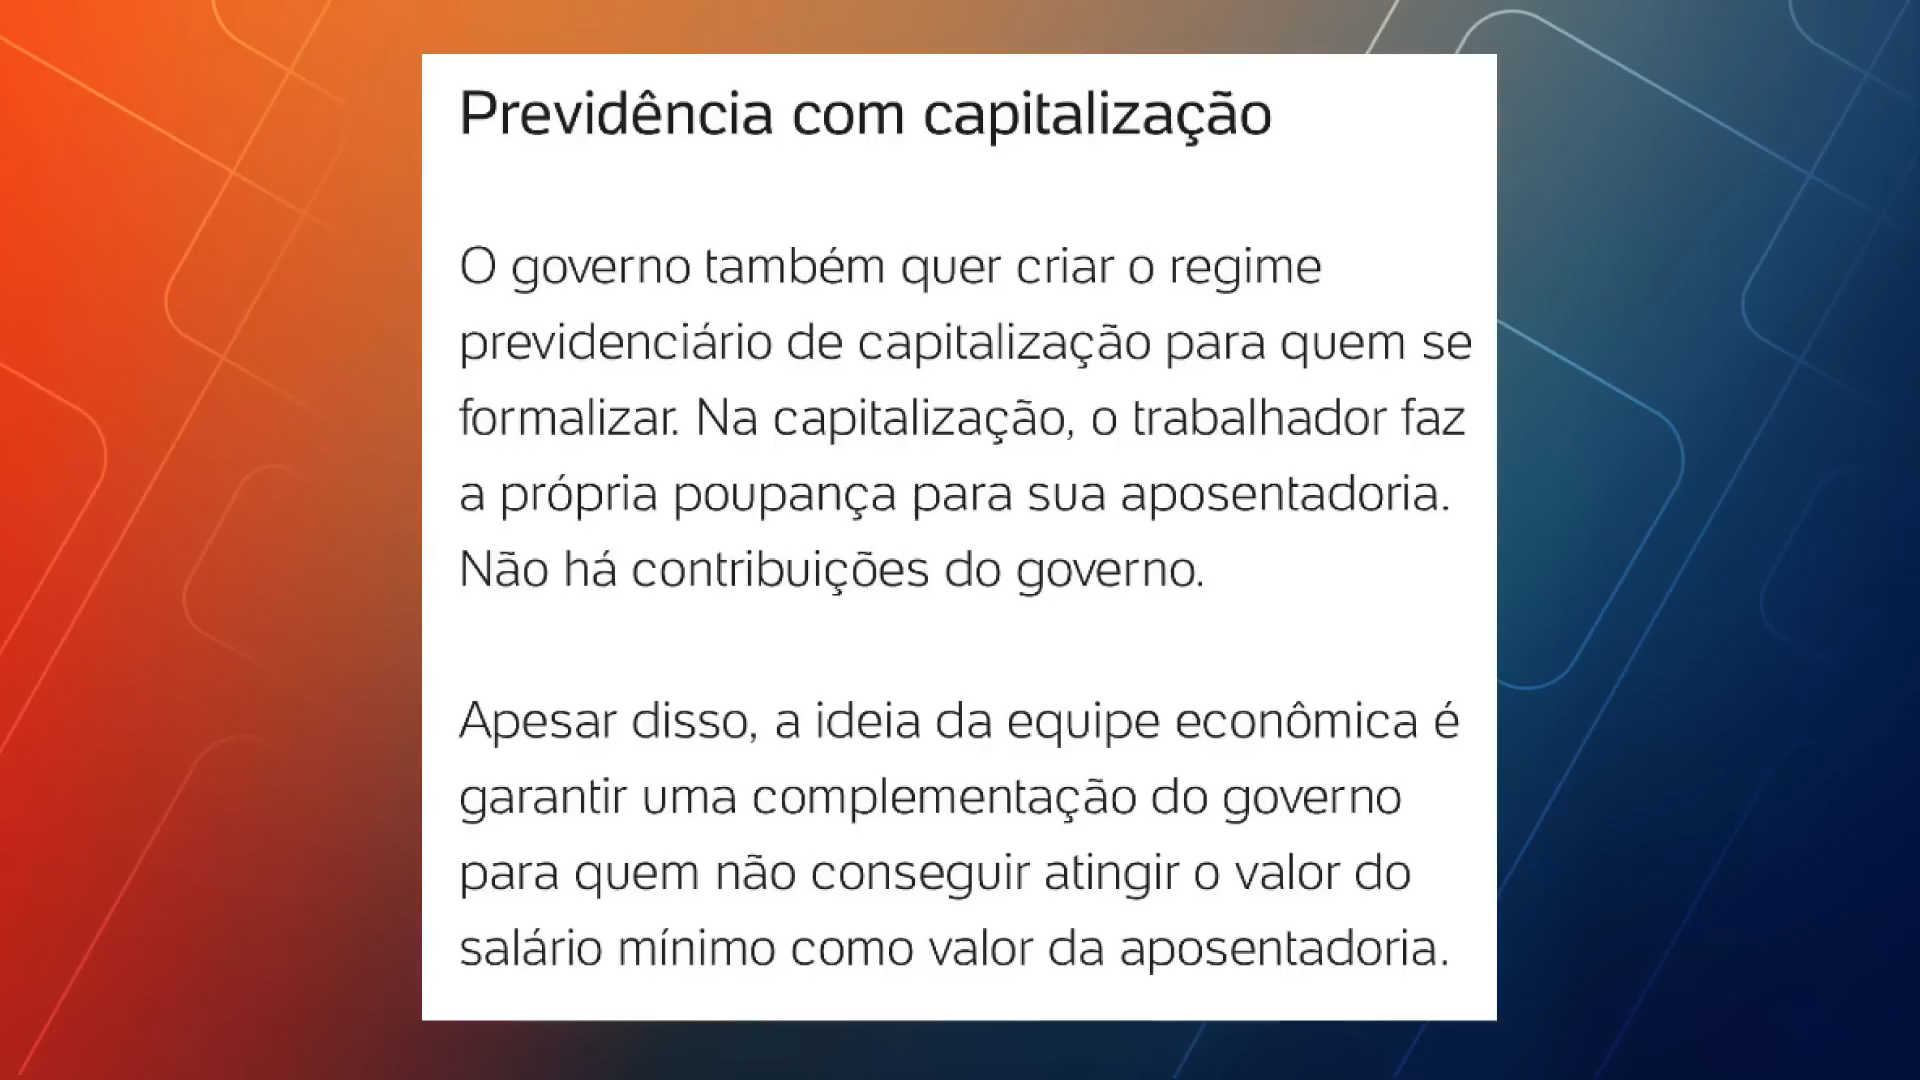 Previdência com capitalização
O governo também quer criar o regime
previdenciário de capitalização para quem se
formalizar. Na capitalização, o trabalhador faz
a própria poupança para sua aposentadoria.
Não há contribuições do governo.
Apesar disso, a ideia da equipe econômica é
garantir uma complementação do governo
para quem não conseguir atingir o valor do
salário mínimo como valor da aposentadoria.